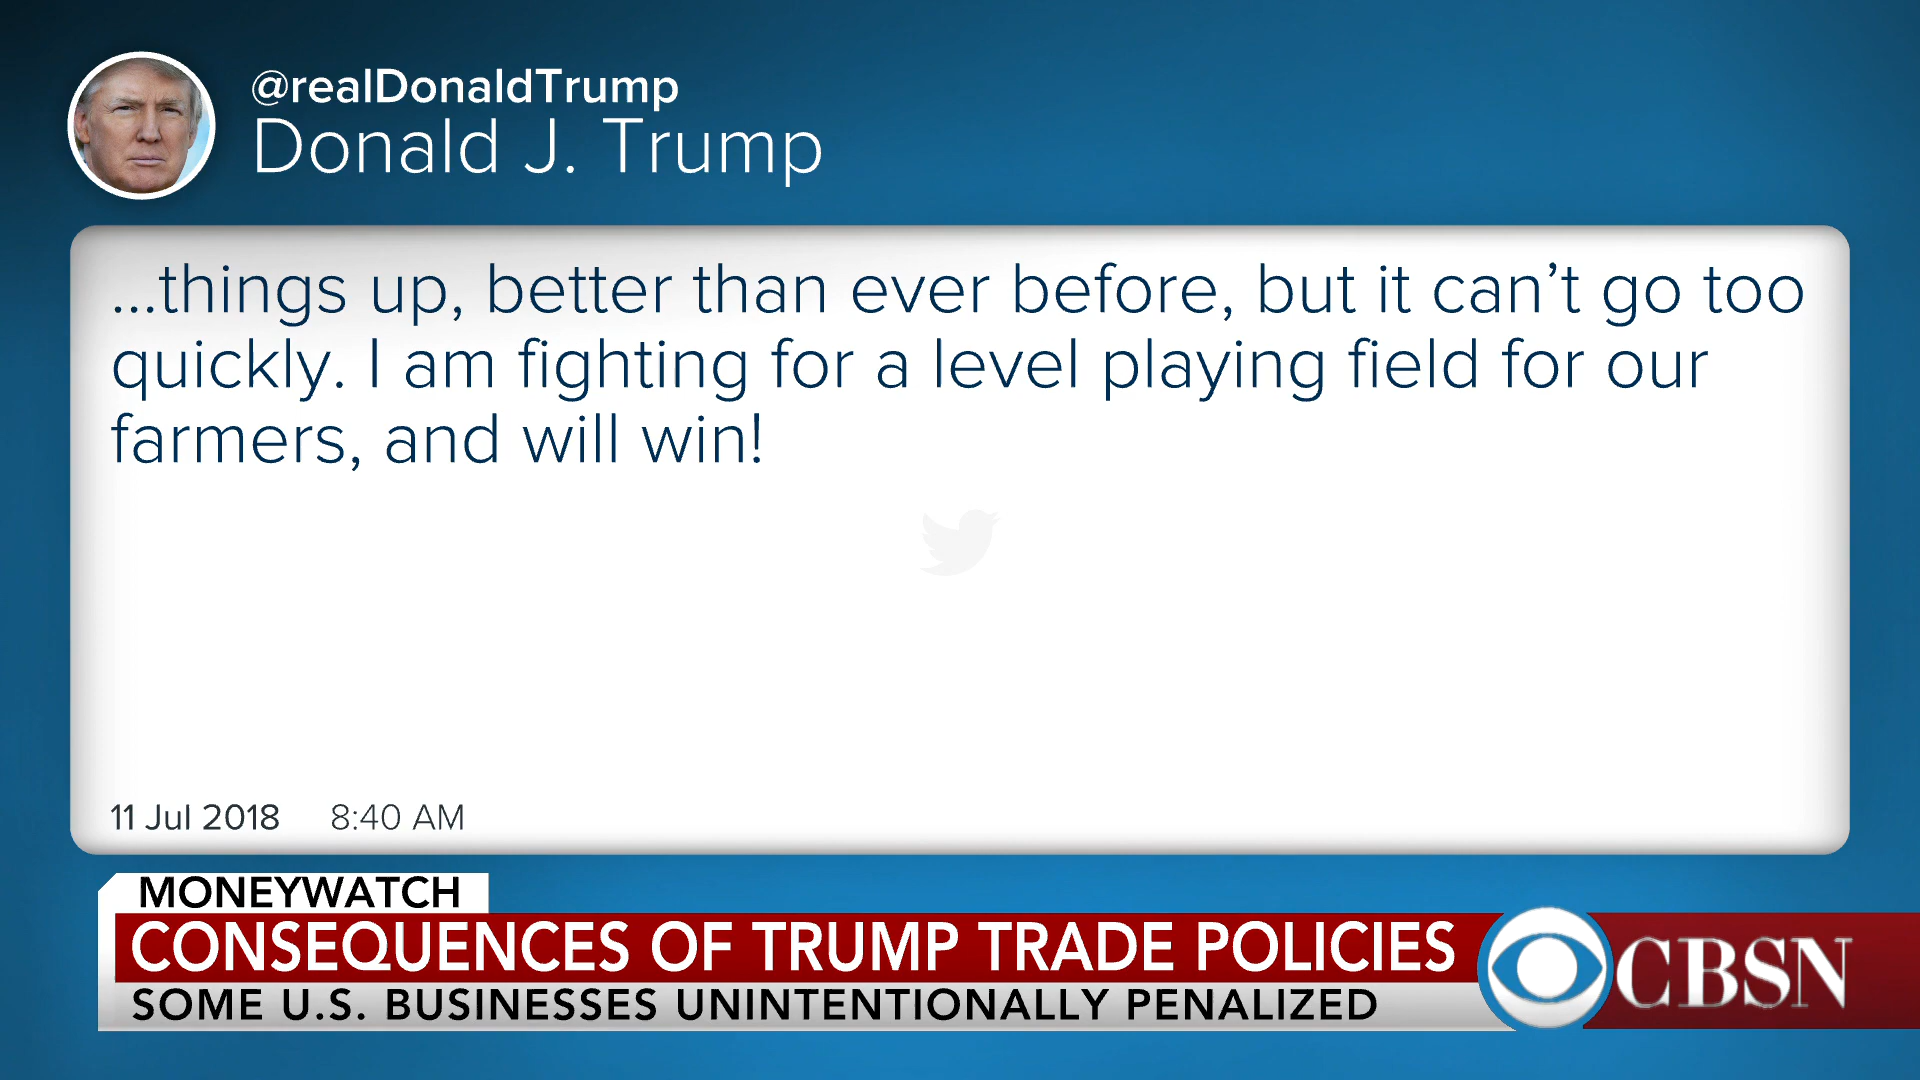 @realDonaldTrump
Donald J. Trump
...things up, better than ever before, but it can’t go too
quickly. I am fighting for a level playing field for our
farmers, and will win!
11 Jul 2018 8:40 AM
MONEYWATCH
CONSEQUENCES OF TRUMP TRADE POLICIES
SOME U.S. BUSINESSES UNINTENTIONALLY PENALIZED
CBSN